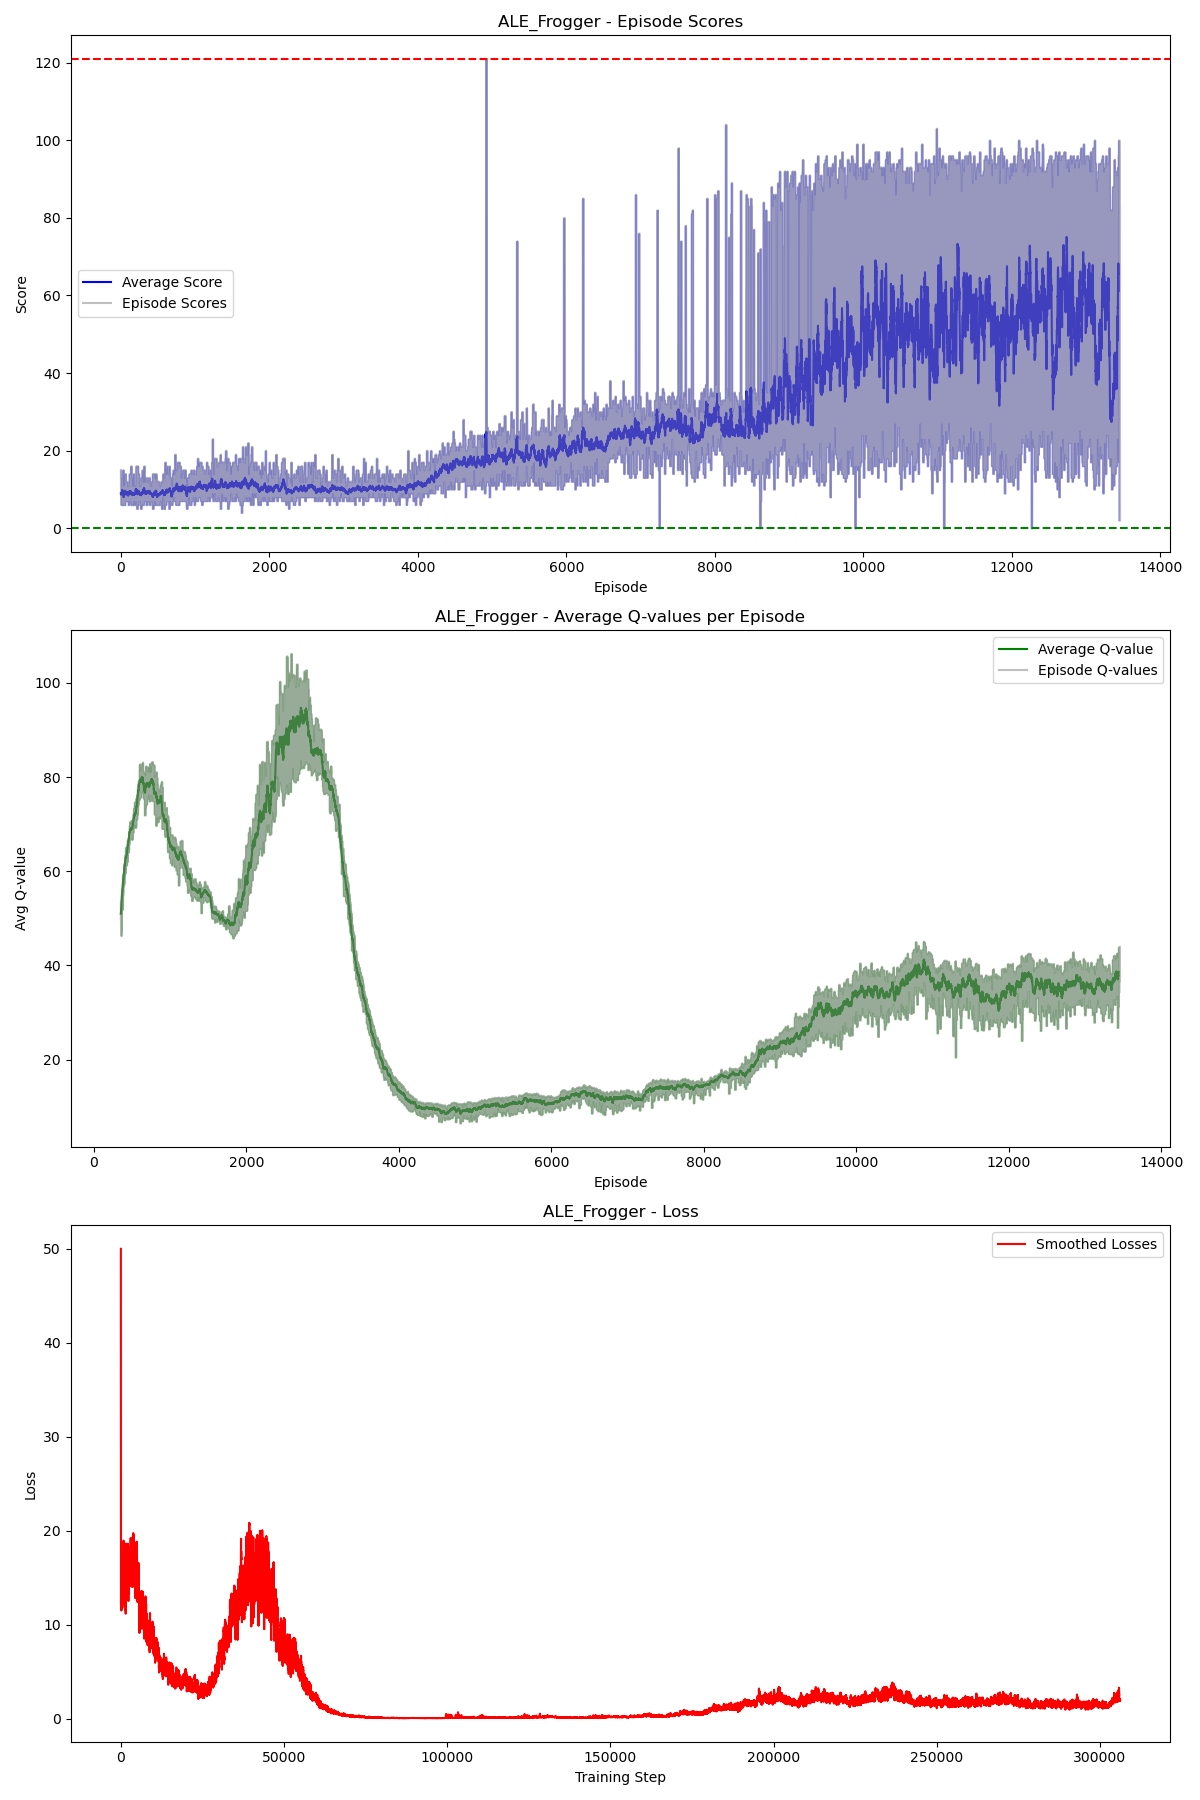 ALE_Frogger - Episode Scores
120
100
80
60
40
20
0
Score
Average Score
Episode Scores
0 2000 4000 6000 8000 10000 12000 14000
Episode
ALE_Frogger - Average Q-values per Episode
100
80
60
40
20
Avg Q-value
Average Q-value
Episode Q-values
0 2000 4000 6000 8000 10000 12000 14000
Episode
ALE_Frogger - Loss
50
40
30
20
10
0
Loss
Smoothed Losses
0 50000 100000 150000 200000 250000 300000
Training Step